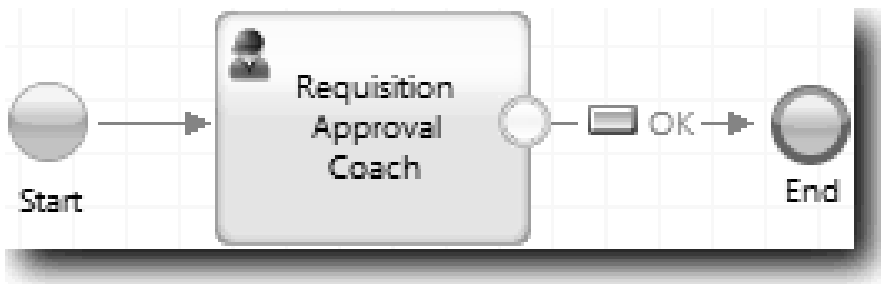 Requisition
Approval
Coach
OK
Start
End